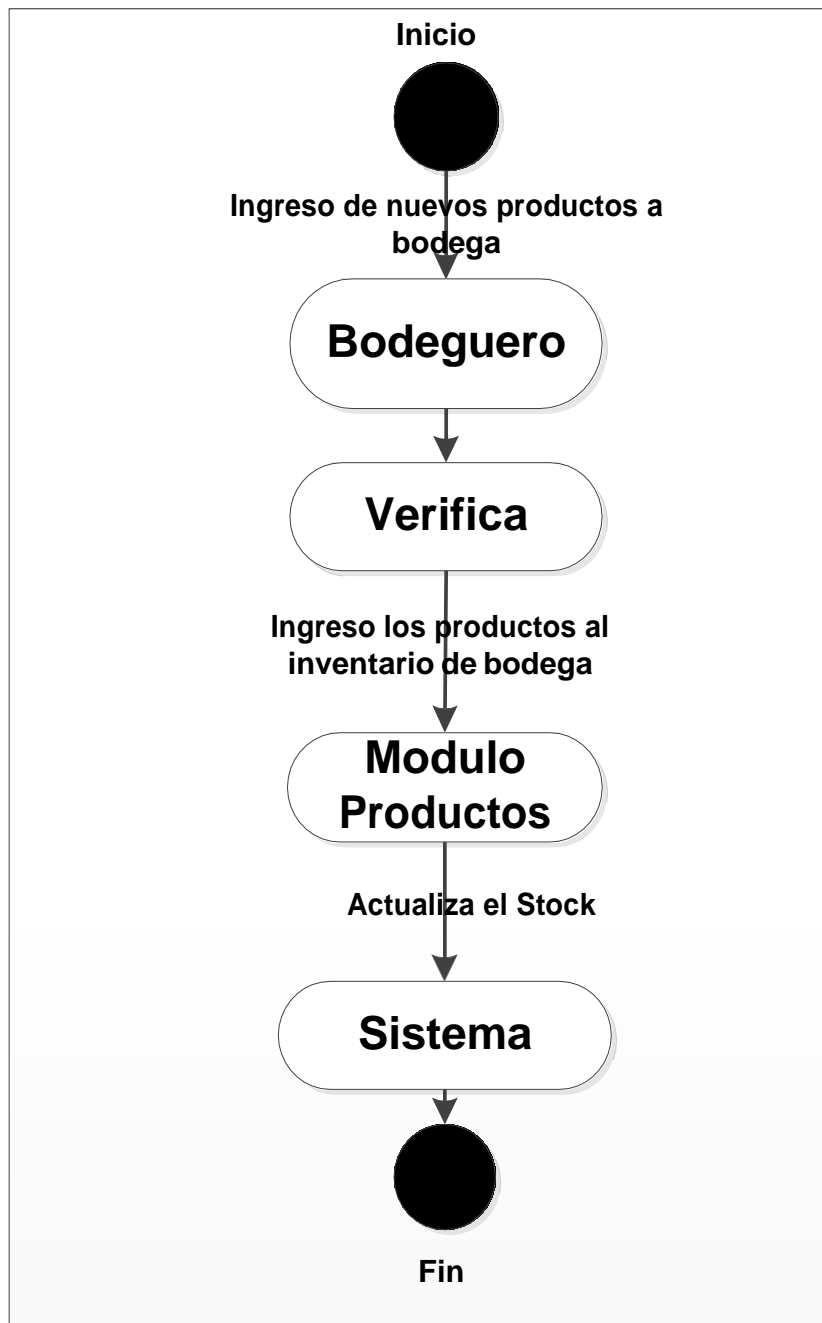 Inicio
Ingreso de nuevos productos a
bodega
Bodeguero
Verifica
Ingreso los productos al
inventario de bodega
Modulo
Productos
Actualiza el Stock
Sistema
Fin